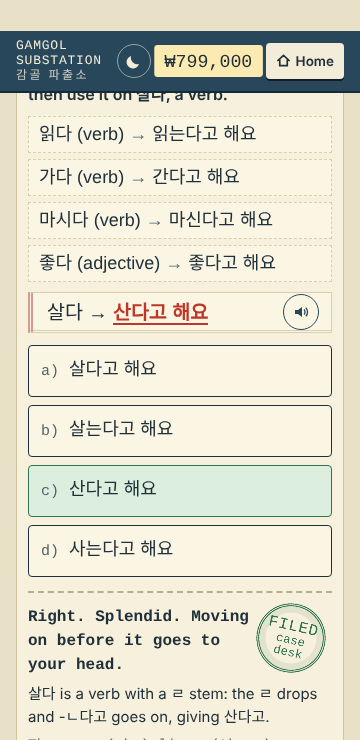 GAMGOL
SUBSTATION
감골 파출소
₩799,000
Home
then use it on 살다, a verb.
읽다 (verb) → 읽는다고 해요
가다 (verb) → 간다고 해요
마시다 (verb) → 마신다고 해요
좋다 (adjective) → 좋다고 해요
살다 → 산다고 해요
a) 살다고 해요
b) 살는다고 해요
c) 산다고 해요
d) 사는다고 해요
Right. Splendid. Moving
on before it goes to
your head.
FILED
case
desk
살다 is a verb with a ㄹ stem: the ㄹ drops
and -ㄴ다고 goes on, giving 산다고.